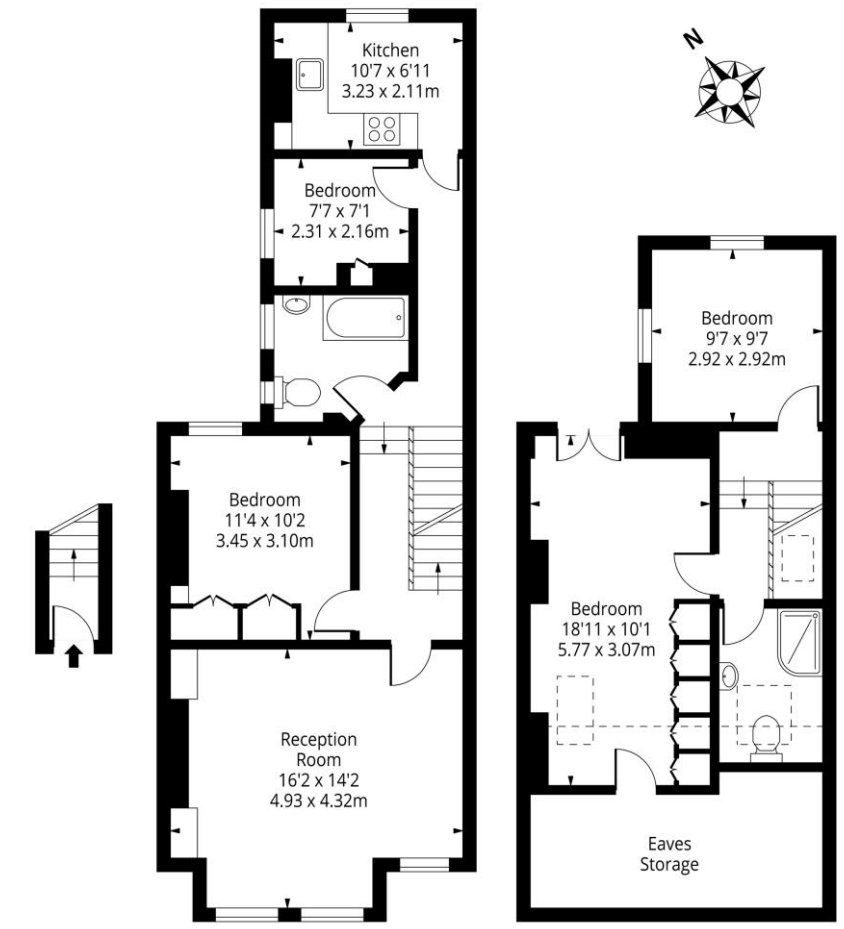 Kitchen
10'7 x 6'11
3.23 x 2.11m
N
Bedroom
7'7 x 7'1
2.31 x 2.16m
Bedroom
9'7 x 9'7
2.92 x 2.92m
Bedroom
11'4 x 10'2
3.45 x 3.10m
Bedroom
18'11 x 10'1
5.77 x 3.07m
Reception
Room
16'2 x 14'2
4.93 x 4.32m
Eaves
Storage